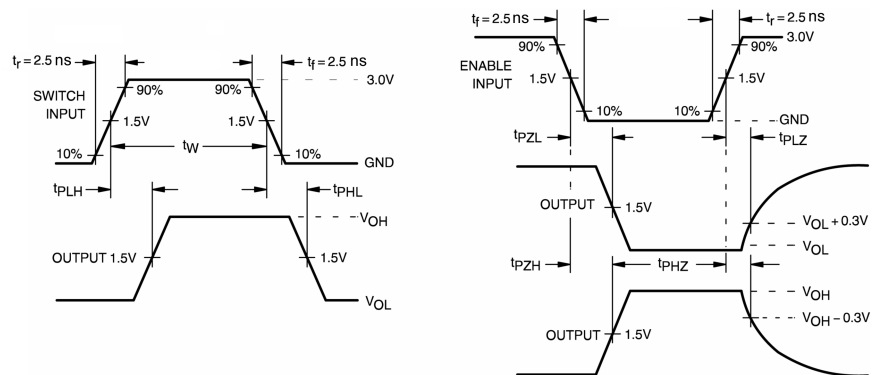 tr = 2.5 ns
tf = 2.5 ns
SWITCH INPUT
90%
90%
3.0V
1.5V
1.5V
tW
10%
10%
GND
tPLH
tPHL
VOH
OUTPUT 1.5V
1.5V
VOL
tf = 2.5 ns
tr = 2.5 ns
3.0V
90%
90%
ENABLE INPUT
1.5V
1.5V
10%
10%
GND
tPZL
tPLZ
OUTPUT
1.5V
VOL + 0.3V
VOL
tPZH
tPHZ
VOH
VOH – 0.3V
OUTPUT
1.5V